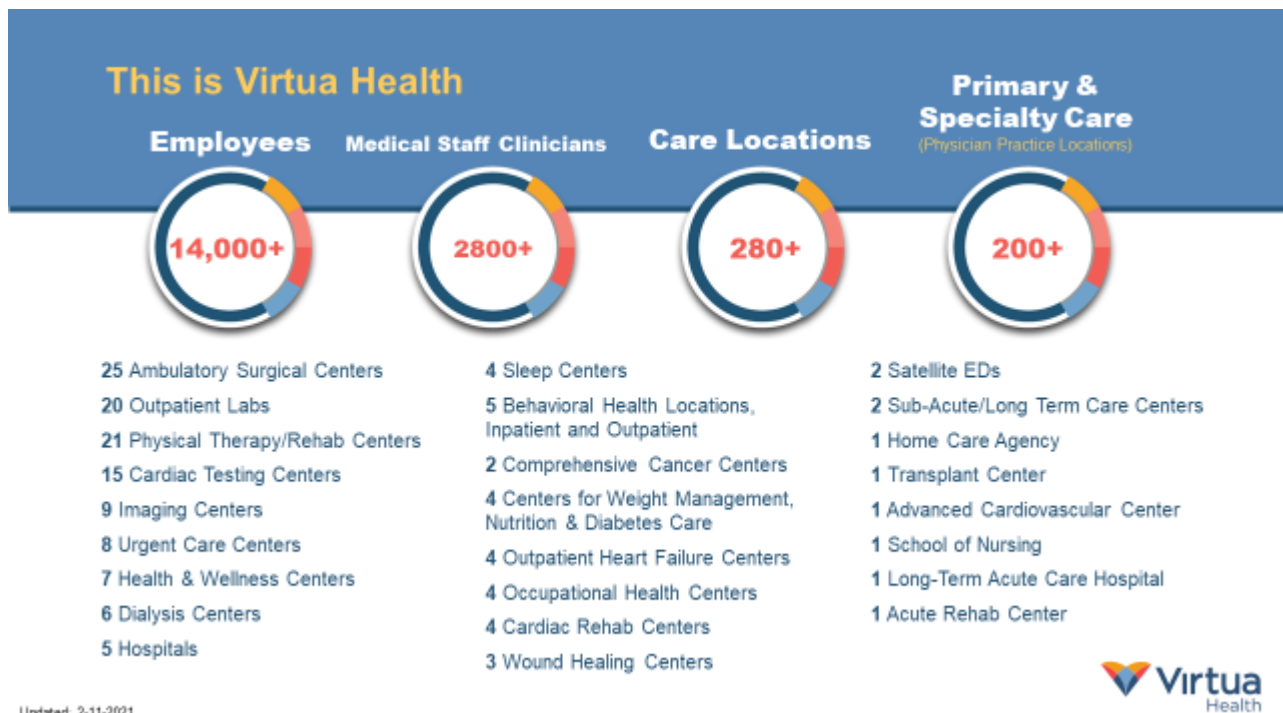 This is Virtua Health
Employees
Medical Staff Clinicians
Care Locations
Primary &
Specialty Care
(Physician Practice Locations)
14,000+
2800+
280+
200+
25 Ambulatory Surgical Centers
20 Outpatient Labs
21 Physical Therapy/Rehab Centers
15 Cardiac Testing Centers
9 Imaging Centers
8 Urgent Care Centers
7 Health & Wellness Centers
6 Dialysis Centers
5 Hospitals
4 Sleep Centers
5 Behavioral Health Locations,
Inpatient and Outpatient
2 Comprehensive Cancer Centers
4 Centers for Weight Management,
Nutrition & Diabetes Care
4 Outpatient Heart Failure Centers
4 Occupational Health Centers
4 Cardiac Rehab Centers
3 Wound Healing Centers
2 Satellite EDs
2 Sub-Acute/Long Term Care Centers
1 Home Care Agency
1 Transplant Center
1 Advanced Cardiovascular Center
1 School of Nursing
1 Long-Term Acute Care Hospital
1 Acute Rehab Center
Virtua
Health
Updated: 2-11-2021